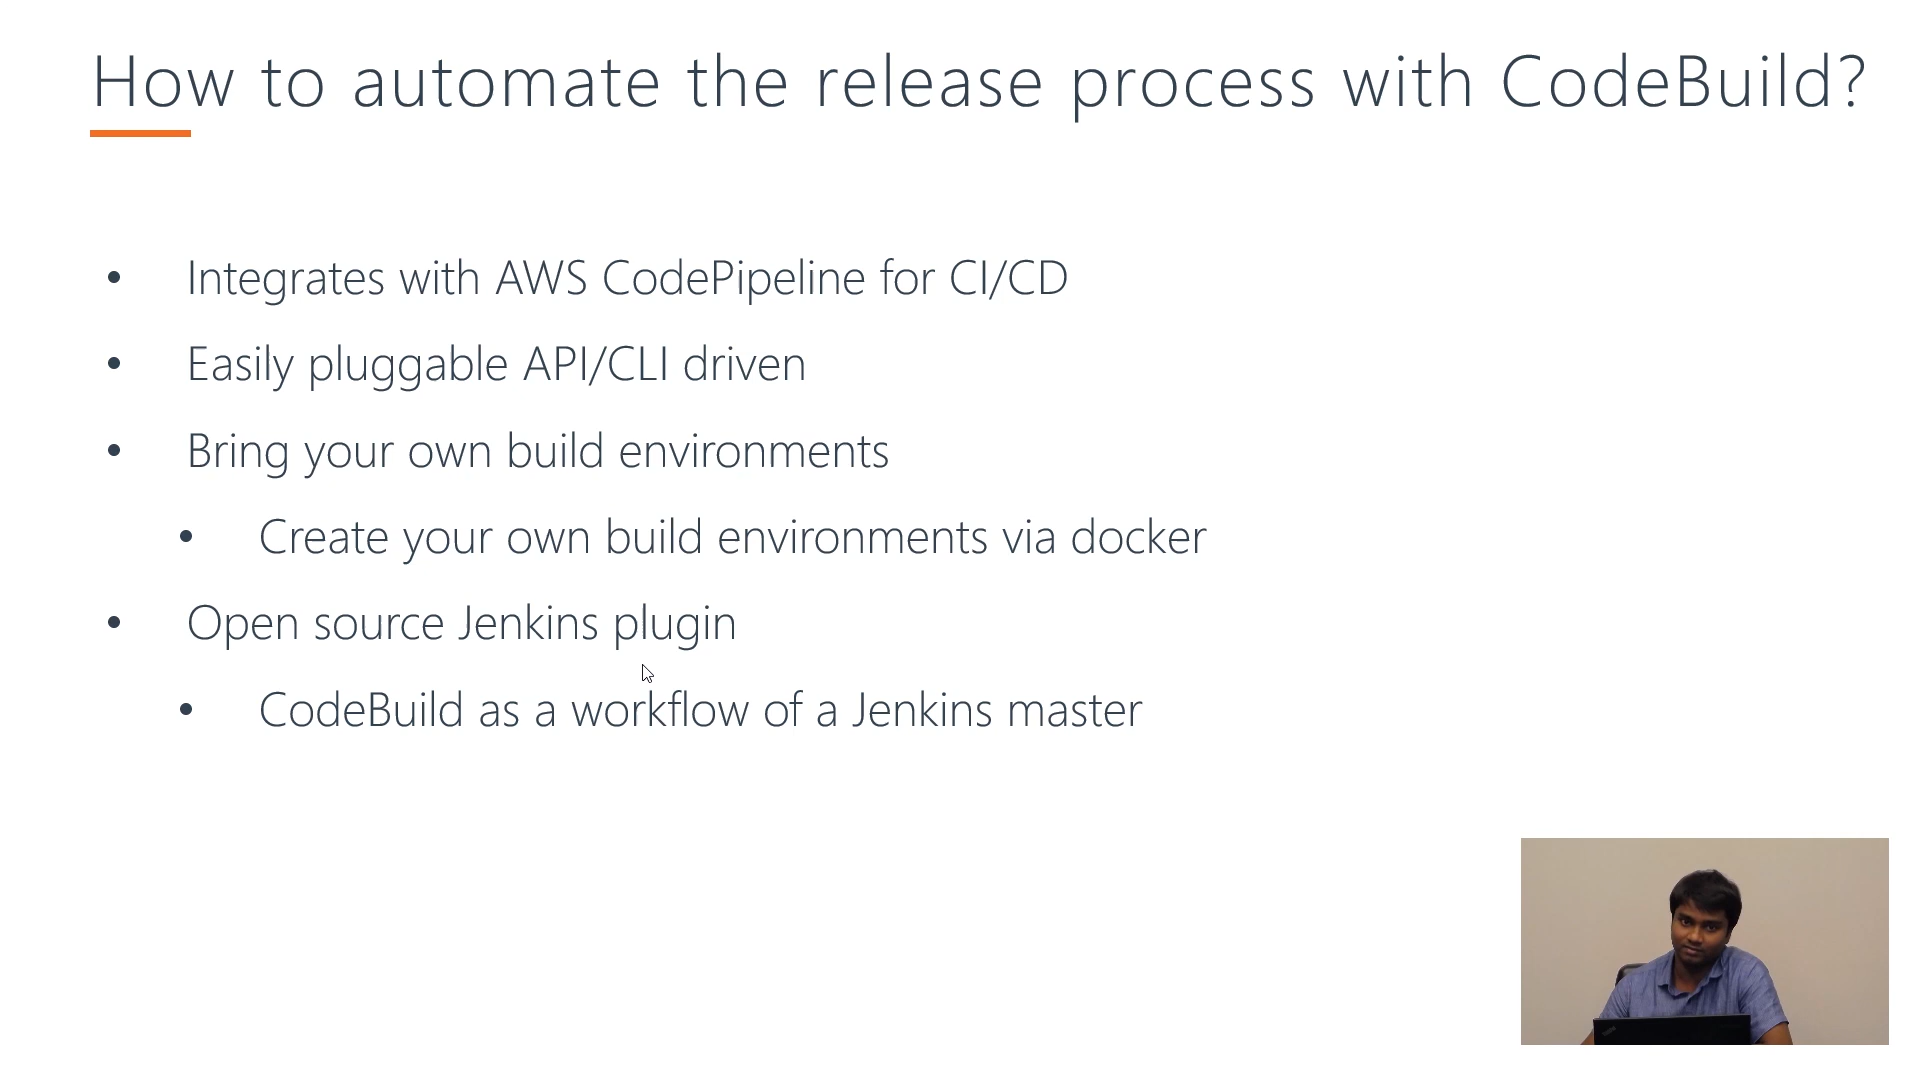 How to automate the release process with CodeBuild?
• Integrates with AWS CodePipeline for CI/CD
• Easily pluggable API/CLI driven
• Bring your own build environments
• Create your own build environments via docker
• Open source Jenkins plugin
• CodeBuild as a workflow of a Jenkins master